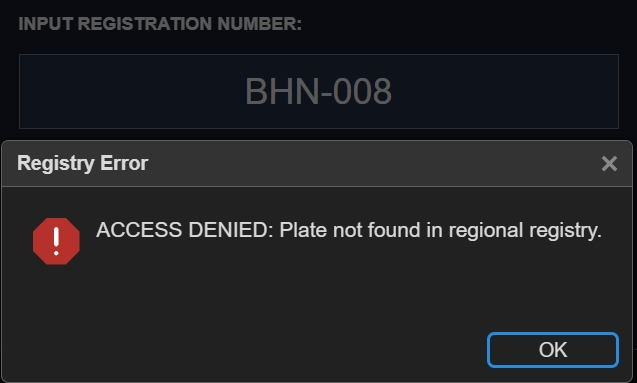 INPUT REGISTRATION NUMBER:
BHN-008
Registry Error
ACCESS DENIED: Plate not found in regional registry.
OK